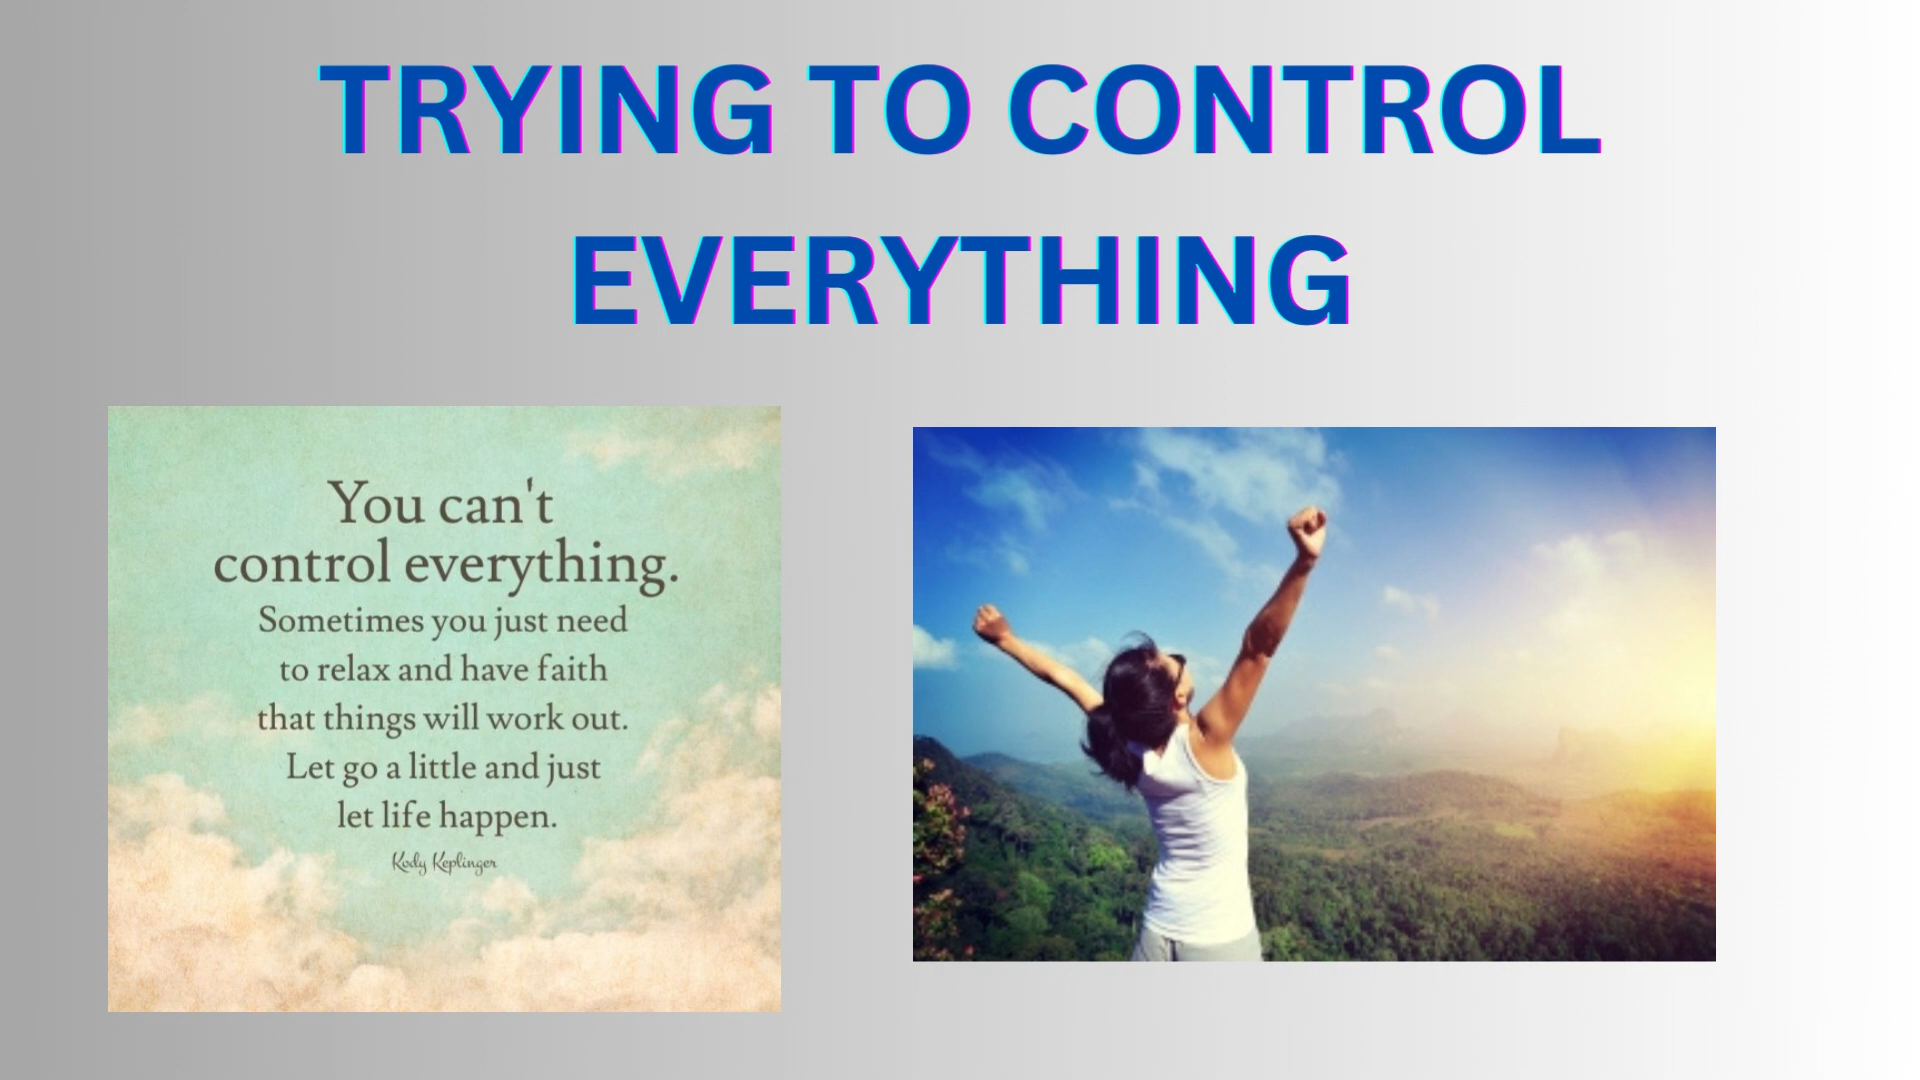 TRYING TO CONTROL
EVERYTHING
You can't
control everything.
Sometimes you just need
to relax and have faith
that things will work out.
Let go a little and just
let life happen.
Kody Keplinger